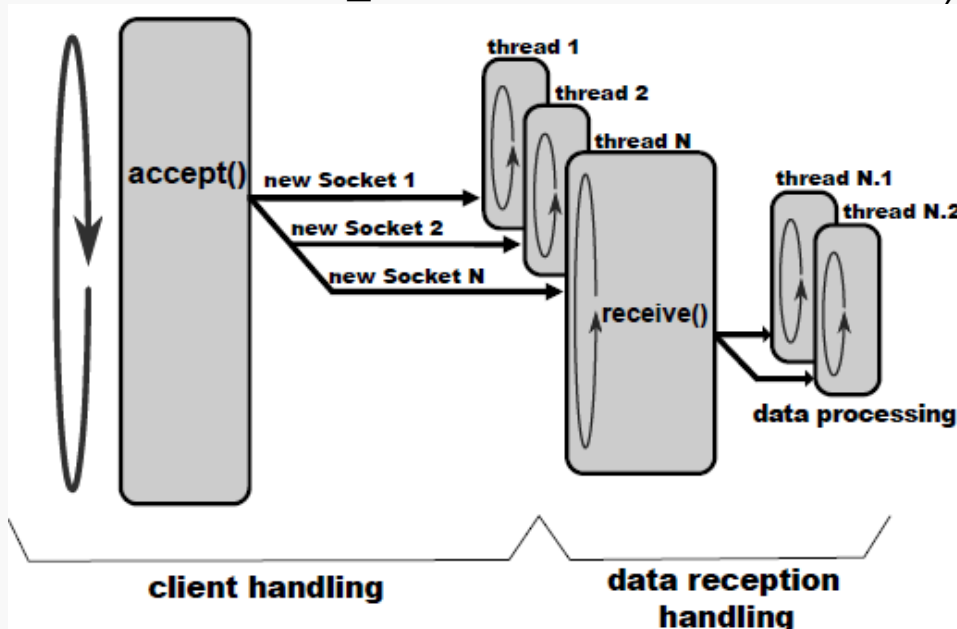 thread 1
thread 2
thread N
accept()
new Socket 1
new Socket 2
new Socket N
receive()
thread N.1
thread N.2
data processing
client handling
data reception
handling